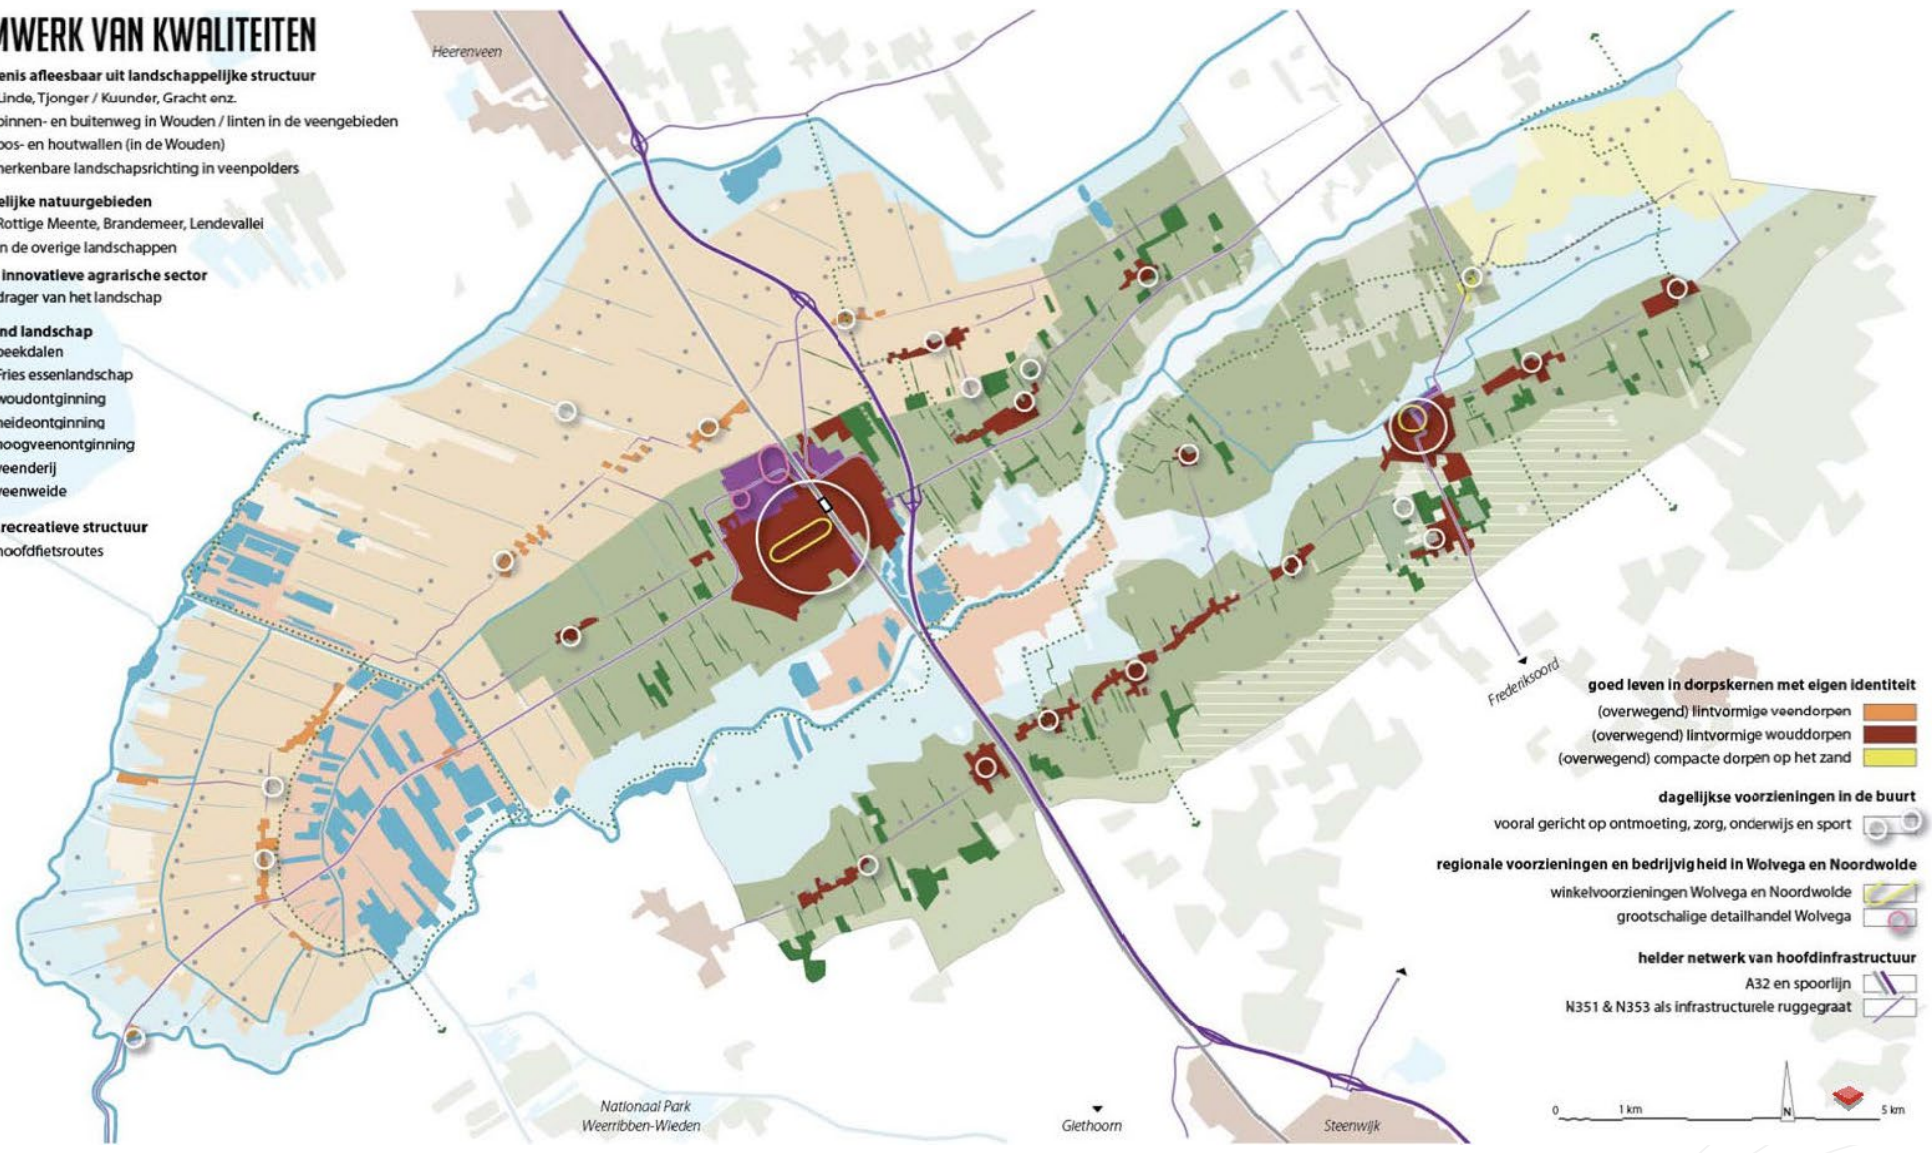 MWERK VAN KWALITEITEN
enis afleesbaar uit landschappelijke structuur
Linde, Tjonger / Kuunder, Gracht enz.
binnen- en buitenweg in Wouden / linten in de veengebieden
bos- en houtwallen (in de Wouden)
herkenbare landschapsrichting in veenpolders
elijke natuurgebieden
Rottige Meente, Brandemeer, Lendevallei
in de overige landschappen
innovatieve agrarische sector
drager van het landschap
nd landschap
beekdalen
Fries essenlandschap
woudontginning
heideontginning
hoogveenontginning
veenderij
veenweide
recreatieve structuur
hoofdfietsroutes
Heerenveen
Frederiksoord
goed leven in dorpskernen met eigen identiteit
(overwegend) lintvormige veendorpen
(overwegend) lintvormige wouddorpen
(overwegend) compacte dorpen op het zand
dagelijkse voorzieningen in de buurt
vooral gericht op ontmoeting, zorg, onderwijs en sport
regionale voorzieningen en bedrijvigheid in Wolvega en Noordwolde
winkelvoorzieningen Wolvega en Noordwolde
grootschalige detailhandel Wolvega
helder netwerk van hoofdinfrastructuur
A32 en spoorlijn
N351 & N353 als infrastructurele ruggegraat
0 1 km N 5 km
Nationaal Park
Weerribben-Wieden
Giethoorn
Steenwijk